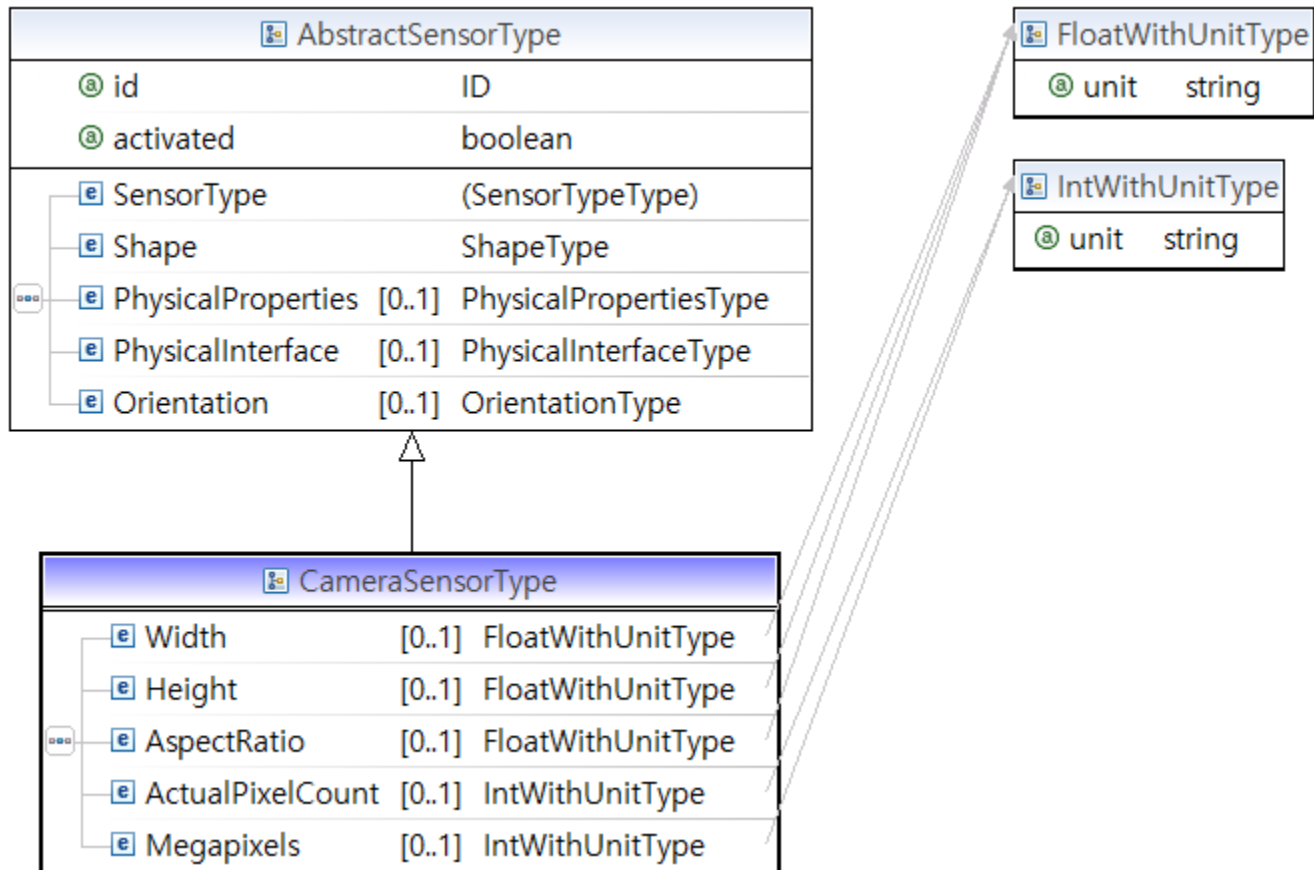 AbstractSensorType
id ID
activated boolean
SensorType (SensorTypeType)
Shape ShapeType
PhysicalProperties [0..1] PhysicalPropertiesType
PhysicalInterface [0..1] PhysicalInterfaceType
Orientation [0..1] OrientationType
FloatWithUnitType
unit string
IntWithUnitType
unit string
CameraSensorType
Width [0..1] FloatWithUnitType
Height [0..1] FloatWithUnitType
AspectRatio [0..1] FloatWithUnitType
ActualPixelCount [0..1] IntWithUnitType
Megapixels [0..1] IntWithUnitType